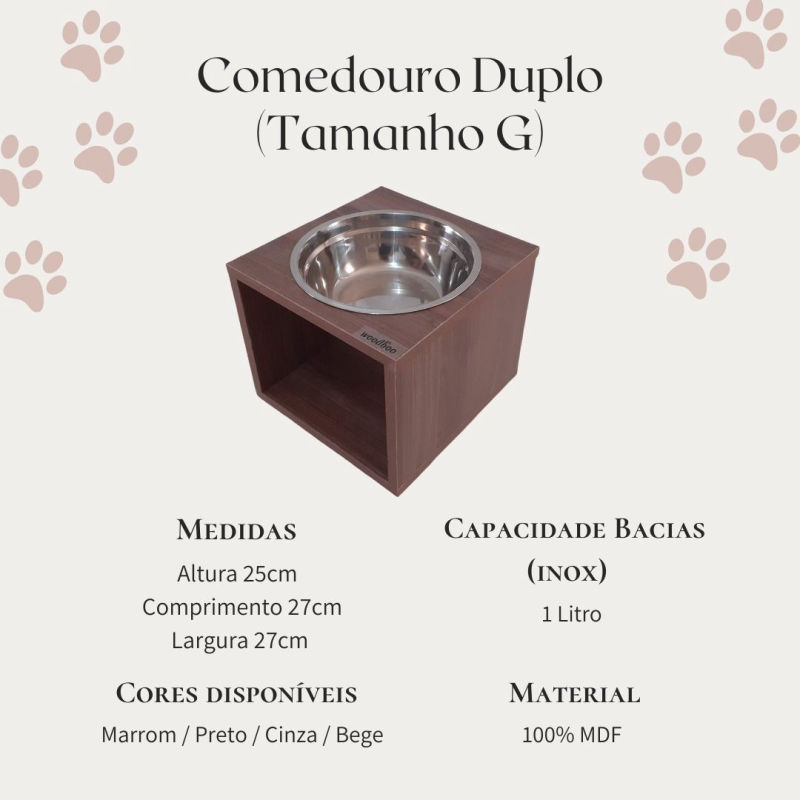 Comedouro Duplo
(Tamanho G)
woodboo
Medidas
Altura 25cm
Comprimento 27cm
Largura 27cm
Capacidade Bacias
(inox)
1 Litro
Cores disponíveis
Marrom / Preto / Cinza / Bege
Material
100% MDF